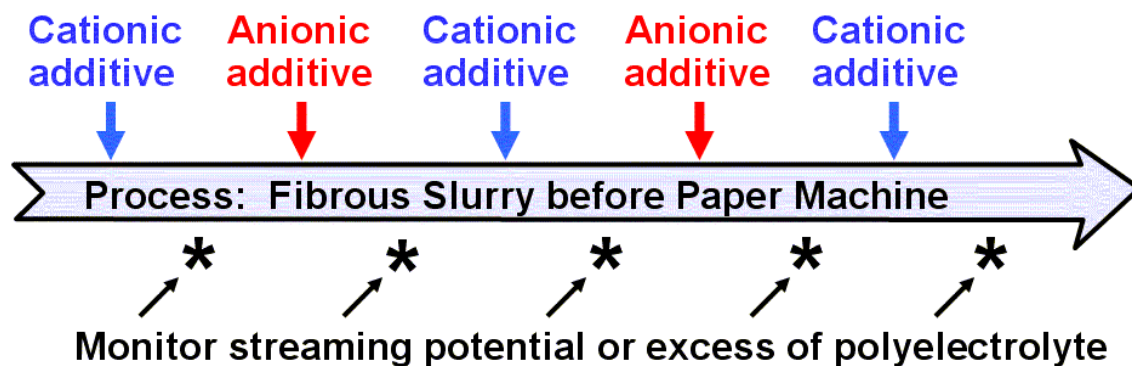 Cationic additive
Anionic additive
Cationic additive
Anionic additive
Cationic additive
Process: Fibrous Slurry before Paper Machine
* * * * *
Monitor streaming potential or excess of polyelectrolyte